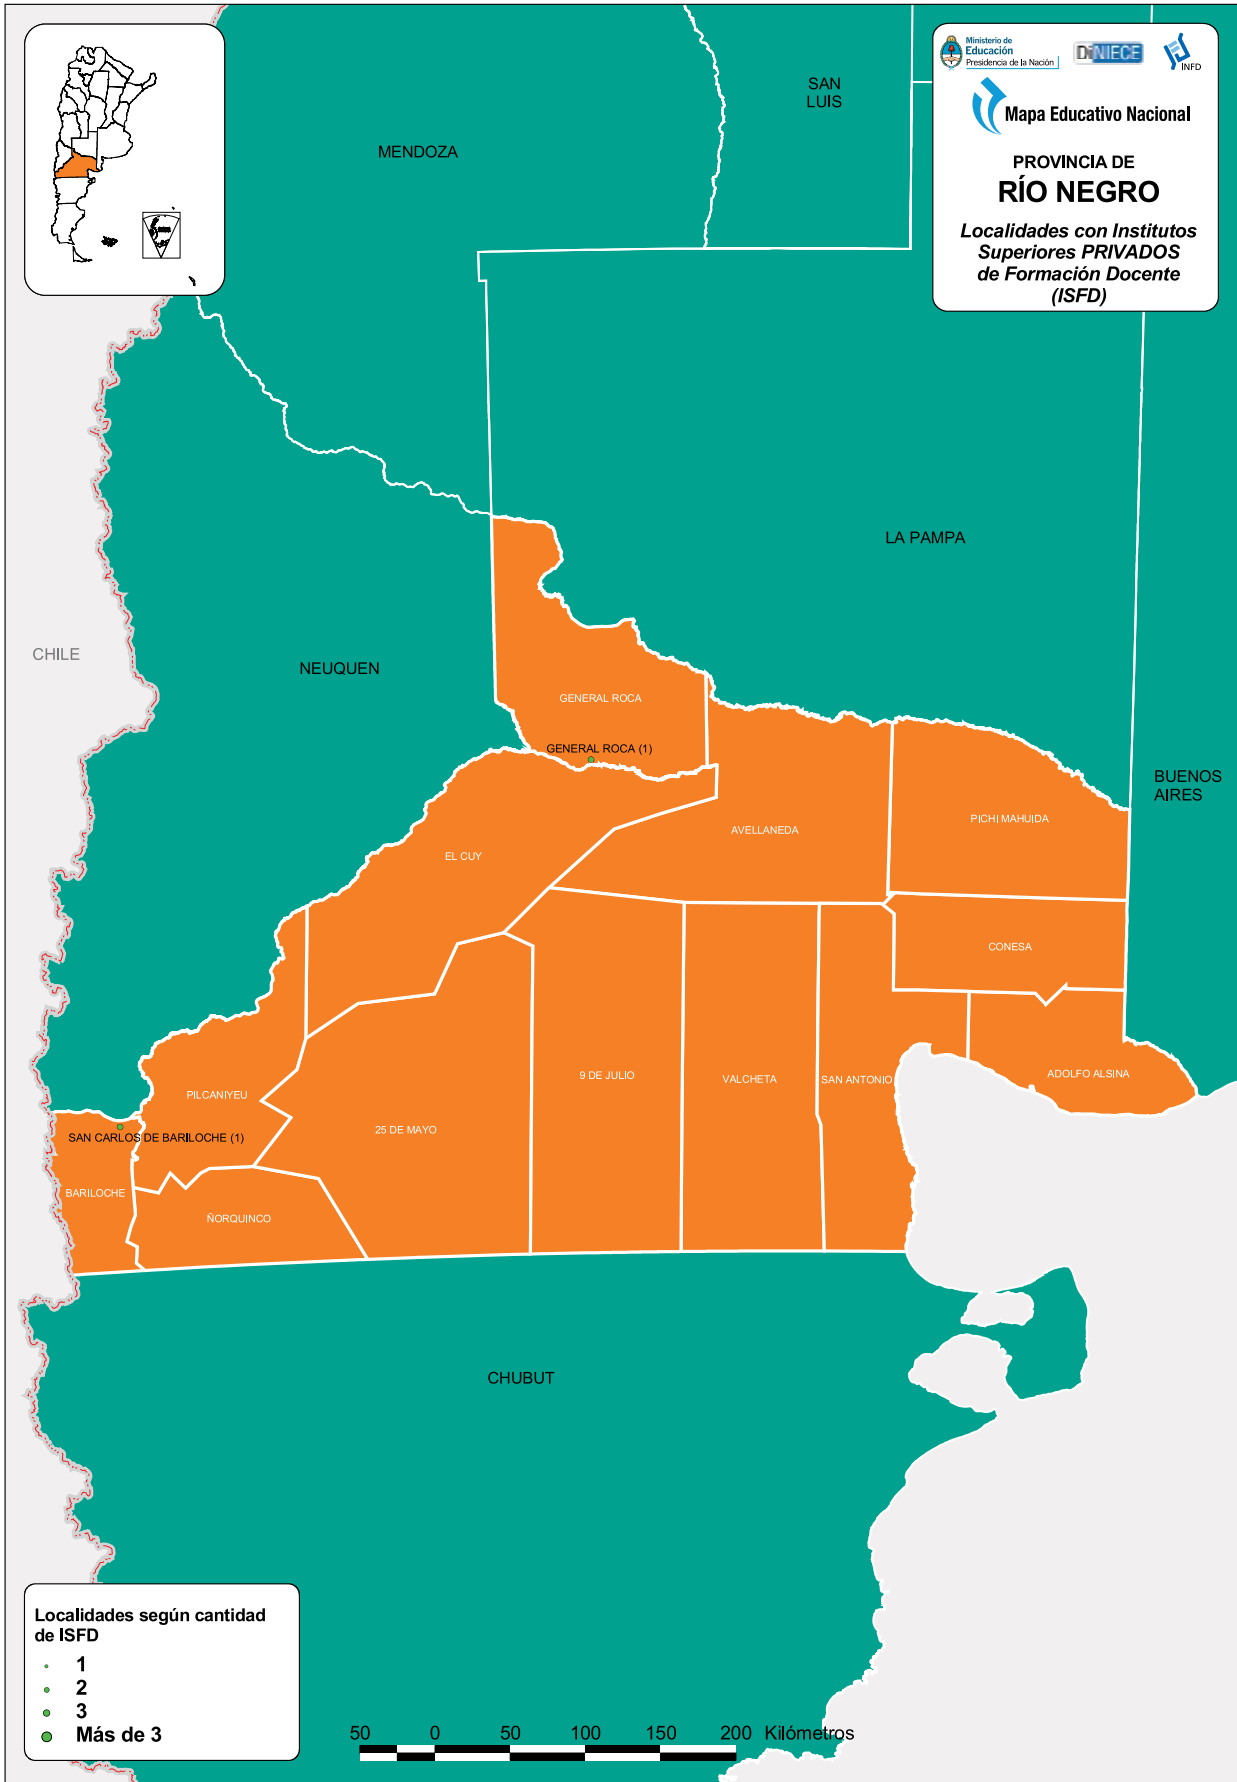 Ministerio de
Educación
Presidencia de la Nación
DiNIECE
INFD
Mapa Educativo Nacional
PROVINCIA DE
RÍO NEGRO
Localidades con Institutos
Superiores PRIVADOS
de Formación Docente
(ISFD)
SAN
LUIS
MENDOZA
LA PAMPA
CHILE
NEUQUEN
GENERAL ROCA
GENERAL ROCA (1)
BUENOS
AIRES
PICHI MAHUIDA
AVELLANEDA
EL CUY
CONESA
9 DE JULIO
VALCHETA
SAN ANTONIO
ADOLFO ALSINA
PILCANIYEU
25 DE MAYO
SAN CARLOS DE BARILOCHE (1)
BARILOCHE
ÑORQUINCO
CHUBUT
Localidades según cantidad
de ISFD
1
2
3
Más de 3
50 0 50 100 150 200 Kilómetros